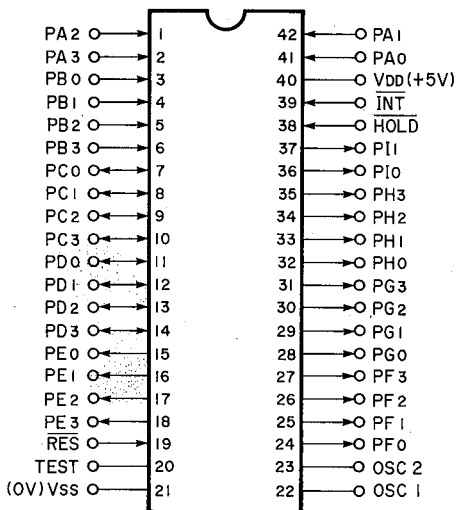 PA2 1 42 PA1
PA3 2 41 PA0
PB0 3 40 VDD(+5V)
PB1 4 39 INT
PB2 5 38 HOLD
PB3 6 37 PI1
PC0 7 36 PI0
PC1 8 35 PH3
PC2 9 34 PH2
PC3 10 33 PH1
PD0 11 32 PH0
PD1 12 31 PG3
PD2 13 30 PG2
PD3 14 29 PG1
PE0 15 28 PG0
PE1 16 27 PF3
PE2 17 26 PF2
PE3 18 25 PF1
RES 19 24 PF0
TEST 20 23 OSC 2
(0V) VSS 21 22 OSC 1